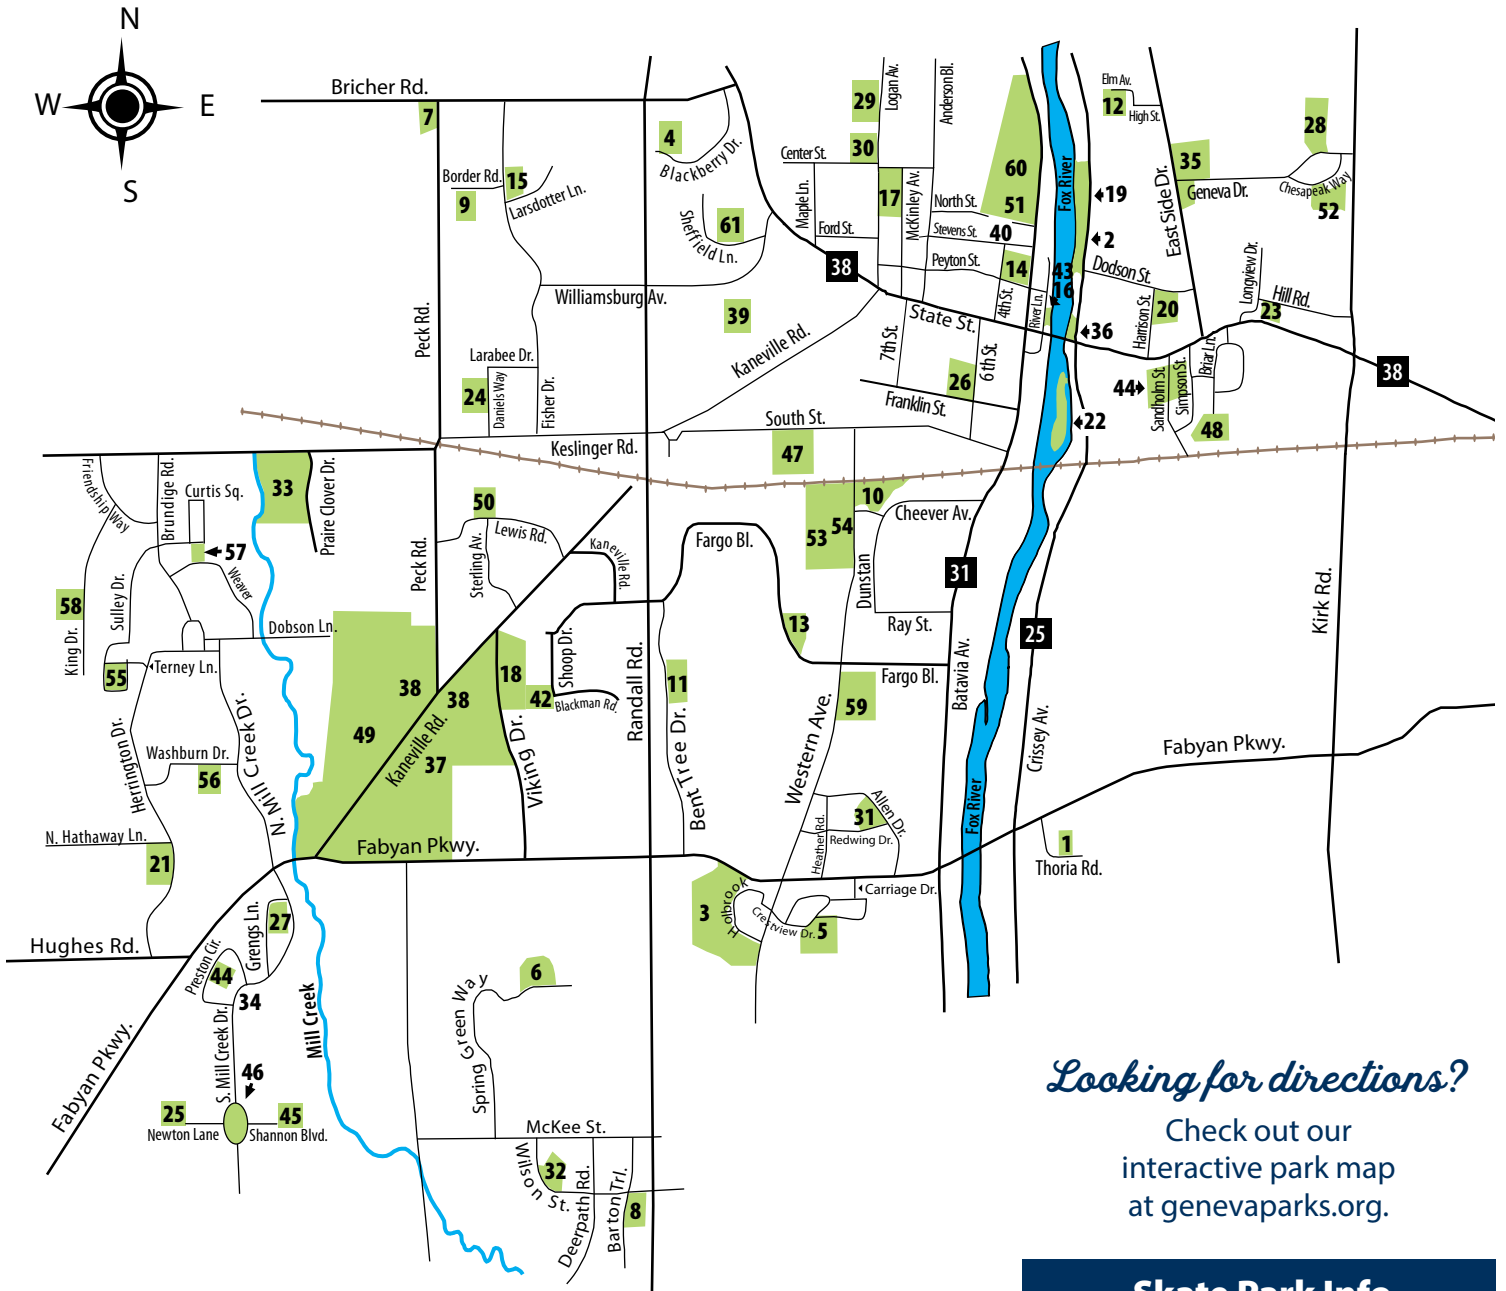 N
W
E
S
Bricher Rd.
7
4
Blackberry Dr.
29
Logan Av.
Anderson Bl.
Elm Av.
12
High St.
28
Center St.
30
60
Fox River
35
Border Rd.
15
9
Larsdotter Ln.
17
Maple Ln.
McKinley Av.
North St.
51
19
East Side Dr.
Geneva Dr.
Chesapeak Way
52
Sheffield Ln.
61
Ford St.
Stevens St.
40
2
38
Peyton St.
14
43
16
Dodson St.
Longview Dr.
Hill Rd.
23
Williamsburg Av.
39
4th St.
River Ln.
Harrison St.
20
State St.
36
Peck Rd.
Kaneville Rd.
7th St.
6th St.
Larabee Dr.
24
Daniels Way
Fisher Dr.
26
Franklin St.
44
Sandholm St.
Simpson St.
Briar Ln.
38
South St.
22
48
Keslinger Rd.
47
Friendship Way
Brundige Rd.
Curtis Sq.
33
Praire Clover Dr.
50
Lewis Rd.
Sterling Av.
Kaneville Rd.
Fargo Bl.
10
54
53
Cheever Av.
57
Weaver
Peck Rd.
31
Dunstan
58
King Dr.
Sulley Dr.
Dobson Ln.
13
Ray St.
25
Kirk Rd.
55
Terney Ln.
18
Shoop Dr.
Randall Rd.
11
Fargo Bl.
Batavia Av.
38
38
42
Blackman Rd.
59
49
Kaneville Rd.
37
Viking Dr.
Bent Tree Dr.
Western Ave.
Crissey Av.
Fabyan Pkwy.
Herrington Dr.
Washburn Dr.
56
N. Mill Creek Dr.
Fox River
31
Allen Dr.
Heather Rd.
Redwing Dr.
N. Hathaway Ln.
21
Fabyan Pkwy.
1
Thoria Rd.
3
Holbrook
Carriage Dr.
Crestview Dr.
5
27
Grengs Ln.
Hughes Rd.
Preston Cir.
44
34
6
Spring Green Way
Mill Creek
S. Mill Creek Dr.
Fabyan Pkwy.
46
25
45
Newton Lane
Shannon Blvd.
McKee St.
Wilson St.
32
Deerpath Rd.
Barton Trl.
8
Looking for directions?
Check out our
interactive park map
at genevaparks.org.
Skate Park Info